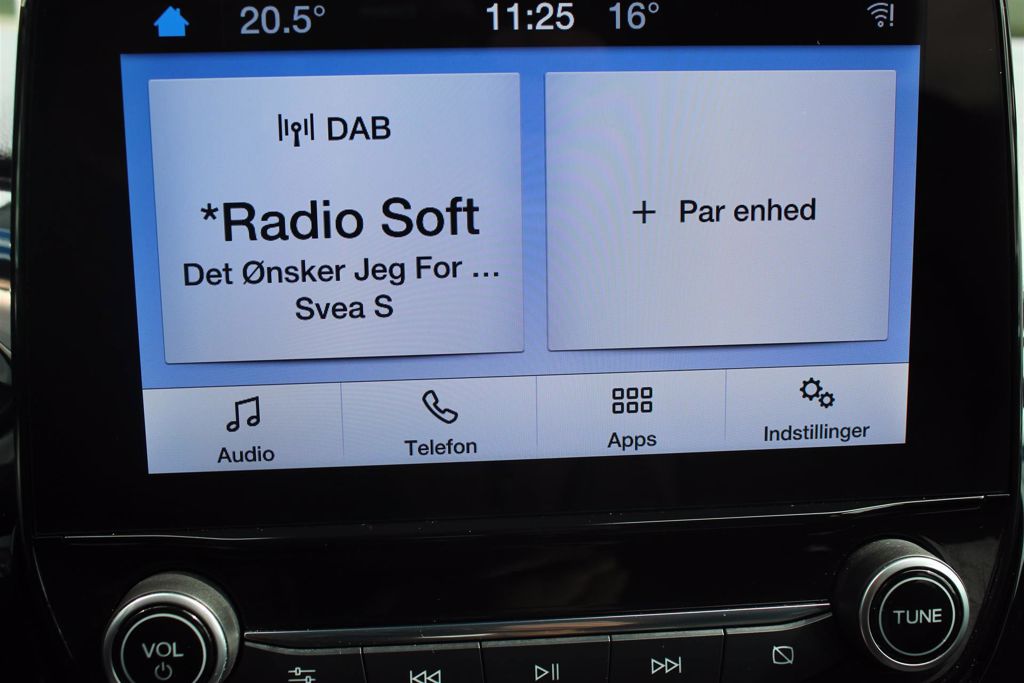 20.5° 11:25 16°
DAB
*Radio Soft
Det Ønsker Jeg For ...
Svea S
+ Par enhed
Audio Telefon Apps Indstillinger
VOL
TUNE